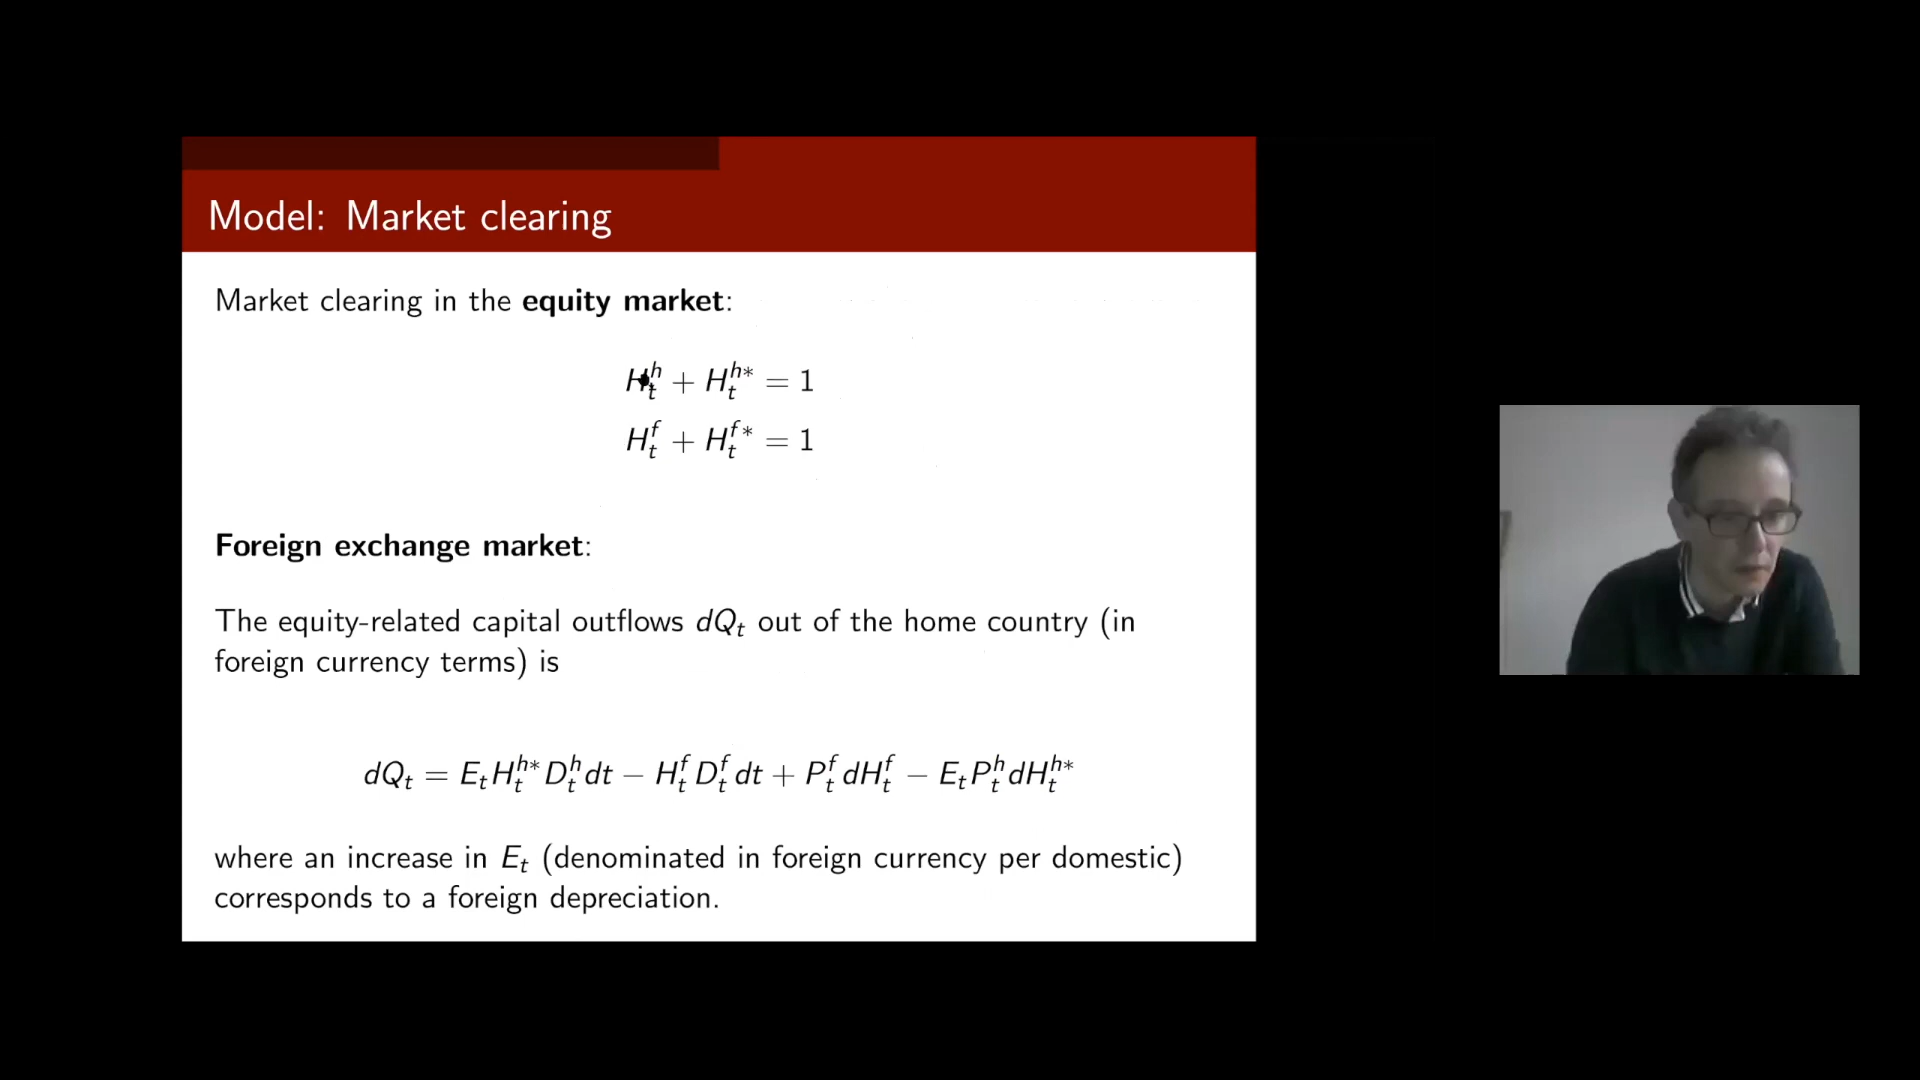 Model: Market clearing
Market clearing in the equity market:
H_t^h + H_t^{h*} = 1
H_t^f + H_t^{f*} = 1
Foreign exchange market:
The equity-related capital outflows dQ_t out of the home country (in
foreign currency terms) is
dQ_t = E_t H_t^{h*} D_t^h dt − H_t^f D_t^f dt + P_t^f dH_t^f − E_t P_t^h dH_t^{h*}
where an increase in E_t (denominated in foreign currency per domestic)
corresponds to a foreign depreciation.